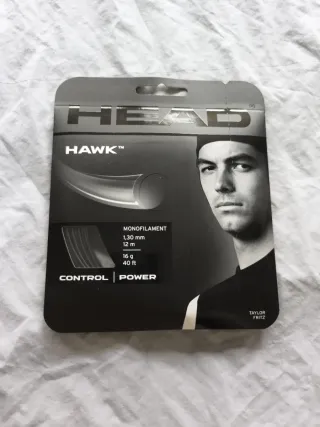 HEAD
HAWK™
MONOFILAMENT
1,30 mm
12 m
16 g
40 ft
CONTROL | POWER
TAYLOR
FRITZ